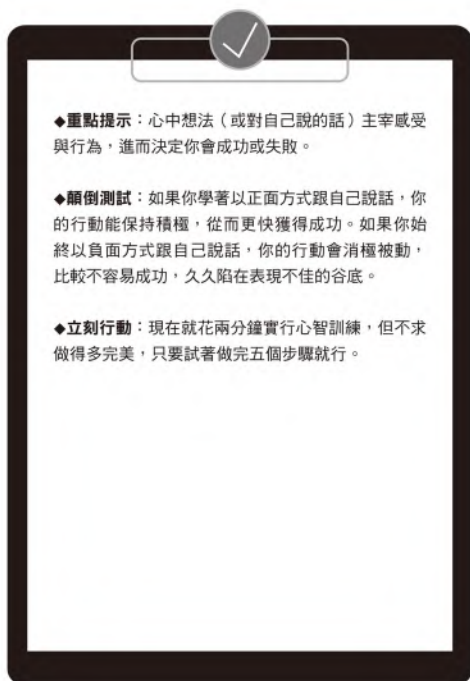 ◆重點提示：心中想法（或對自己說的話）主宰感受
與行為，進而決定你會成功或失敗。
◆顛倒測試：如果你學著以正面方式跟自己說話，你
的行動能保持積極，從而更快獲得成功。如果你始
終以負面方式跟自己說話，你的行動會消極被動，
比較不容易成功，久久陷在表現不佳的谷底。
◆立刻行動：現在就花兩分鐘實行心智訓練，但不求
做得多完美，只要試著做完五個步驟就行。